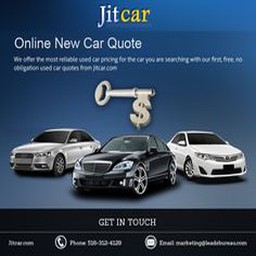 Jitcar
Online New Car Quote
We offer the most reliable used car pricing for the car you are searching with our first, free, no
obligation used car quotes from Jitcar.com
GET IN TOUCH
Jitcar.com
Phone: 516-312-4129
Email: marketing@leadsbureau.com